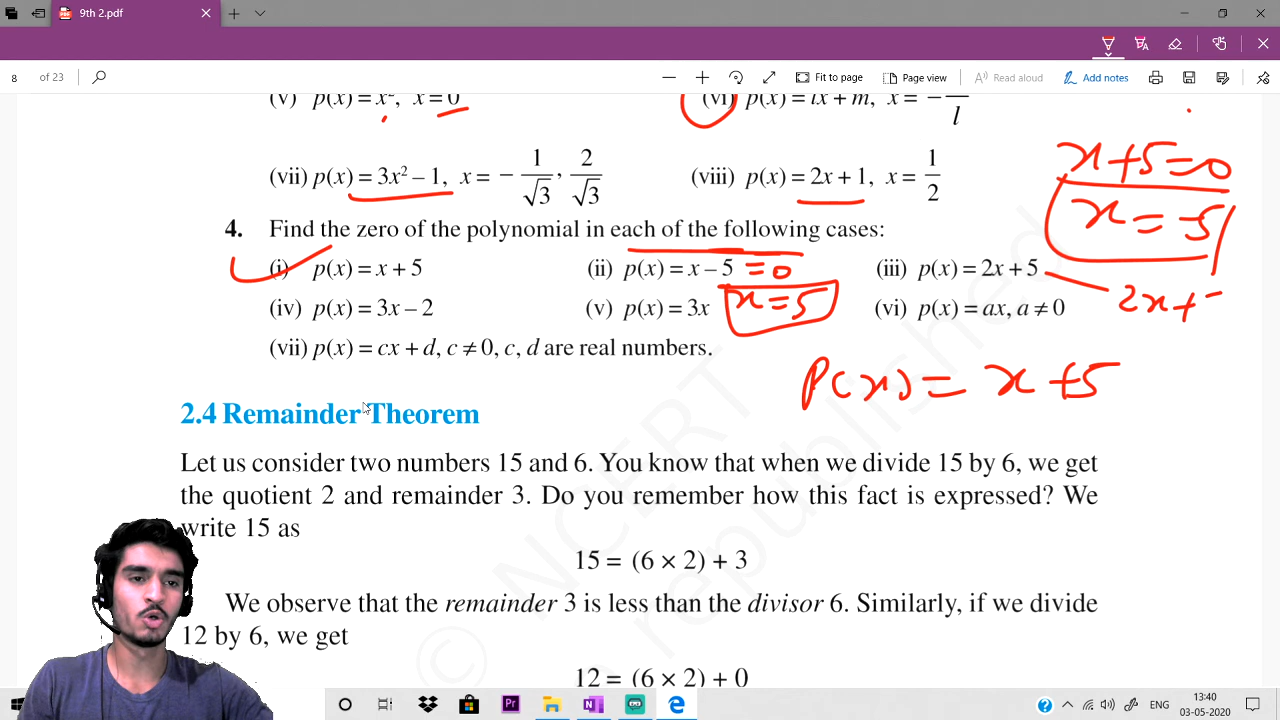 9th 2.pdf
8 of 23 Fit to page Page view Read aloud Add notes
(v) p(x) = x², x = 0 (vi) p(x) = lx + m, x = – — l
(vii) p(x) = 3x² – 1, x = – 1/√3, 2/√3 (viii) p(x) = 2x + 1, x = 1/2
x+5=0
x = -5
4. Find the zero of the polynomial in each of the following cases:
(i) p(x) = x + 5 (ii) p(x) = x – 5 =0 (iii) p(x) = 2x + 5
(iv) p(x) = 3x – 2 (v) p(x) = 3x x=5 (vi) p(x) = ax, a ≠ 0
2x+
(vii) p(x) = cx + d, c ≠ 0, c, d are real numbers.
P(x) = x +5
2.4 Remainder Theorem
Let us consider two numbers 15 and 6. You know that when we divide 15 by 6, we get
the quotient 2 and remainder 3. Do you remember how this fact is expressed? We
write 15 as
15 = (6 × 2) + 3
We observe that the remainder 3 is less than the divisor 6. Similarly, if we divide
12 by 6, we get
12 = (6 × 2) + 0
© NCERT
republished
Pr N e ? ENG 13:40
03-05-2020